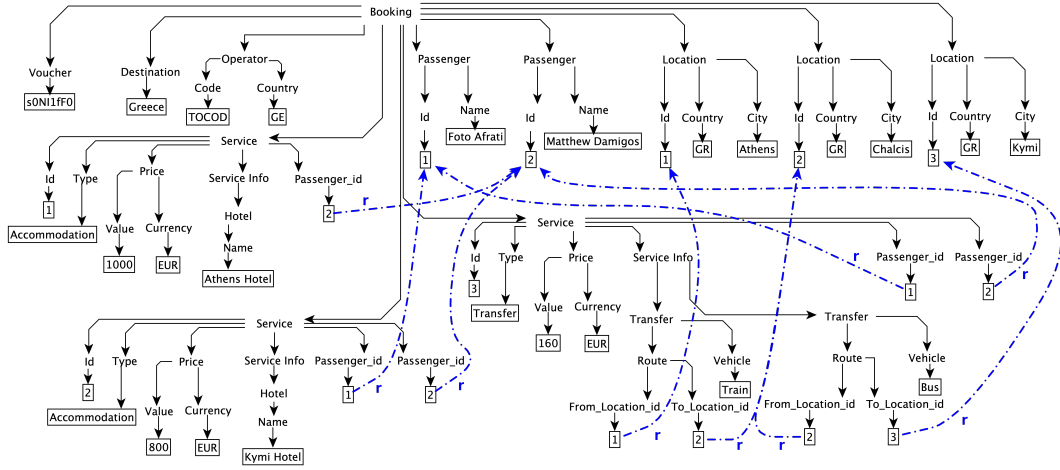 Booking
Voucher
s0NI1fF0
Destination
Greece
Operator
Code
TOCOD
Country
GE
Passenger
Id
1
Name
Foto Afrati
Passenger
Id
2
Name
Matthew Damigos
Location
Id
1
Country
GR
City
Athens
Location
Id
2
Country
GR
City
Chalcis
Location
Id
3
Country
GR
City
Kymi
Service
Id
1
Type
Accommodation
Price
Value
1000
Currency
EUR
Service Info
Hotel
Name
Athens Hotel
Passenger_id
2
r
Service
Id
3
Type
Transfer
Price
Value
160
Currency
EUR
Service Info
Transfer
Route
From_Location_id
1
r
To_Location_id
2
r
Vehicle
Train
Transfer
Route
From_Location_id
2
r
To_Location_id
3
r
Vehicle
Bus
Passenger_id
1
r
Passenger_id
2
r
Service
Id
2
Type
Accommodation
Price
Value
800
Currency
EUR
Service Info
Hotel
Name
Kymi Hotel
Passenger_id
1
r
Passenger_id
2
r